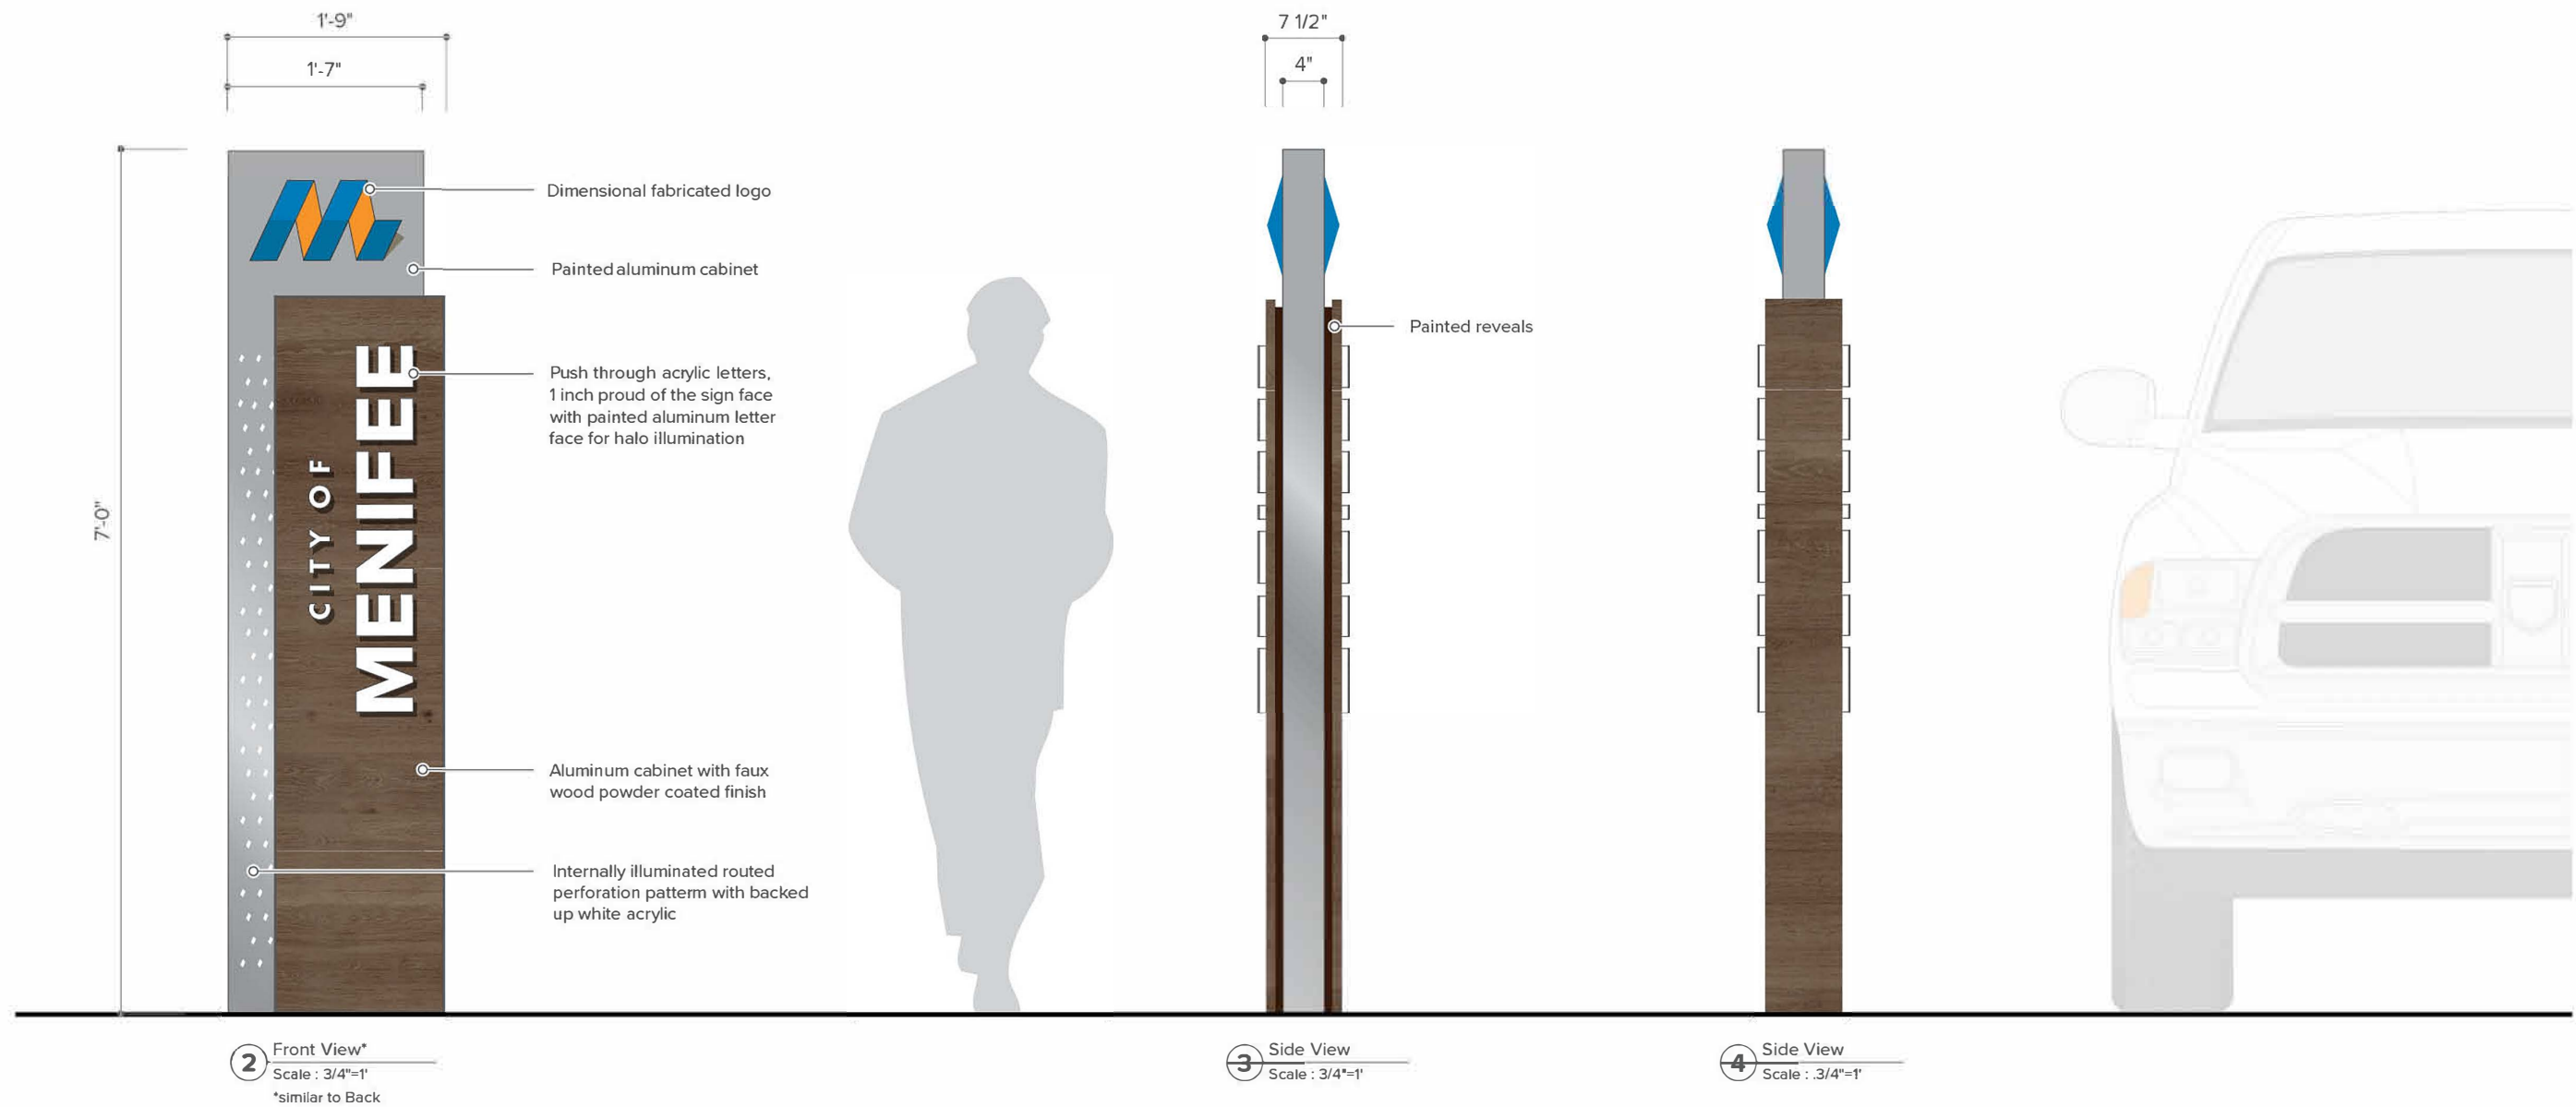 1'-9"
1'-7"
7 1/2"
4"
7'-0"
Dimensional fabricated logo
Painted aluminum cabinet
Push through acrylic letters,
1 inch proud of the sign face
with painted aluminum letter
face for halo illumination
CITY OF
MENIFEE
Aluminum cabinet with faux
wood powder coated finish
Internally illuminated routed
perforation pattern with backed
up white acrylic
Painted reveals
2
Front View*
Scale : 3/4"=1'
*similar to Back
3
Side View
Scale : 3/4"=1'
4
Side View
Scale : .3/4"=1'